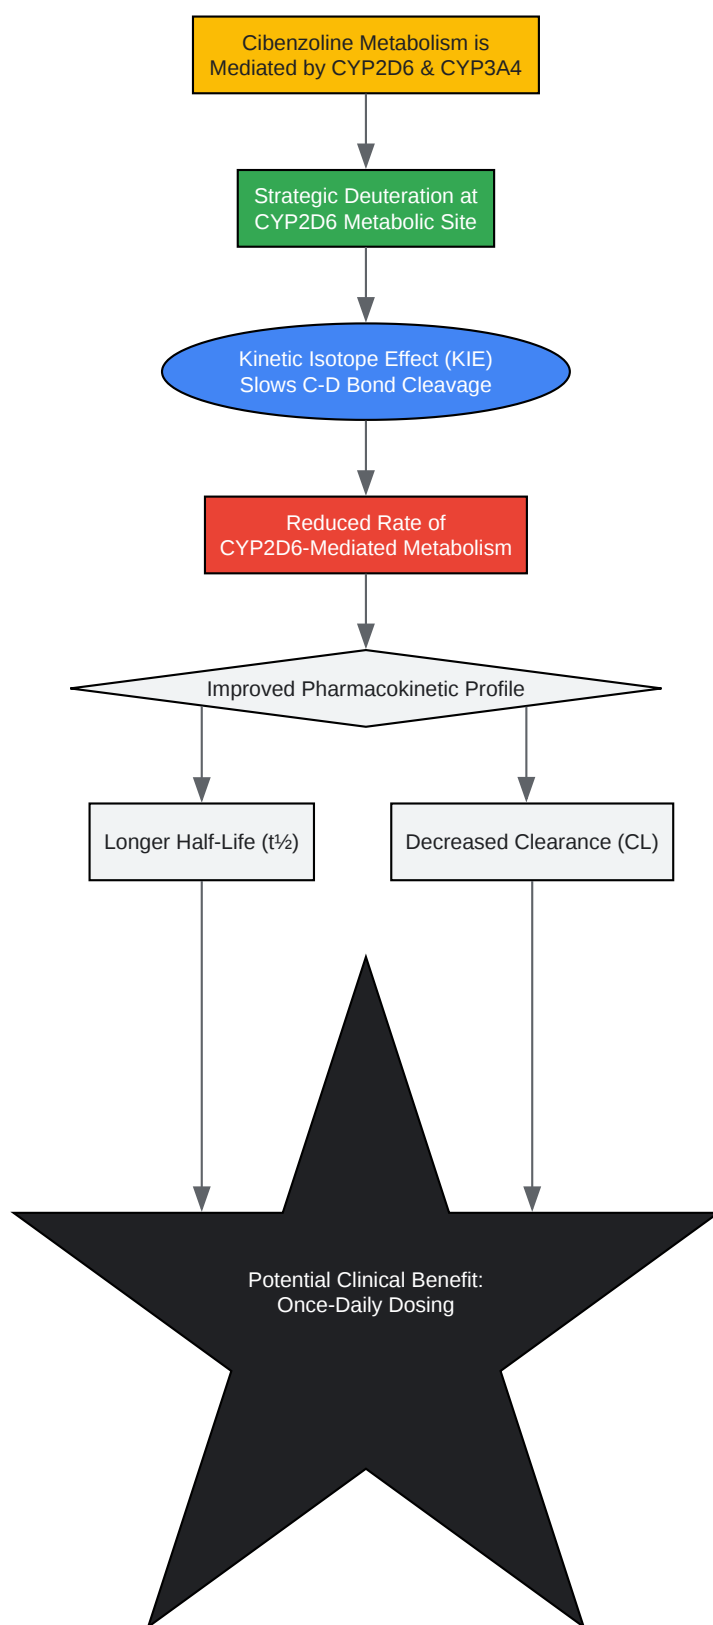 Cibenzoline Metabolism is
Mediated by CYP2D6 & CYP3A4
Strategic Deuteration at
CYP2D6 Metabolic Site
Kinetic Isotope Effect (KIE)
Slows C-D Bond Cleavage
Reduced Rate of
CYP2D6-Mediated Metabolism
Improved Pharmacokinetic Profile
Longer Half-Life (t½)
Decreased Clearance (CL)
Potential Clinical Benefit:
Once-Daily Dosing